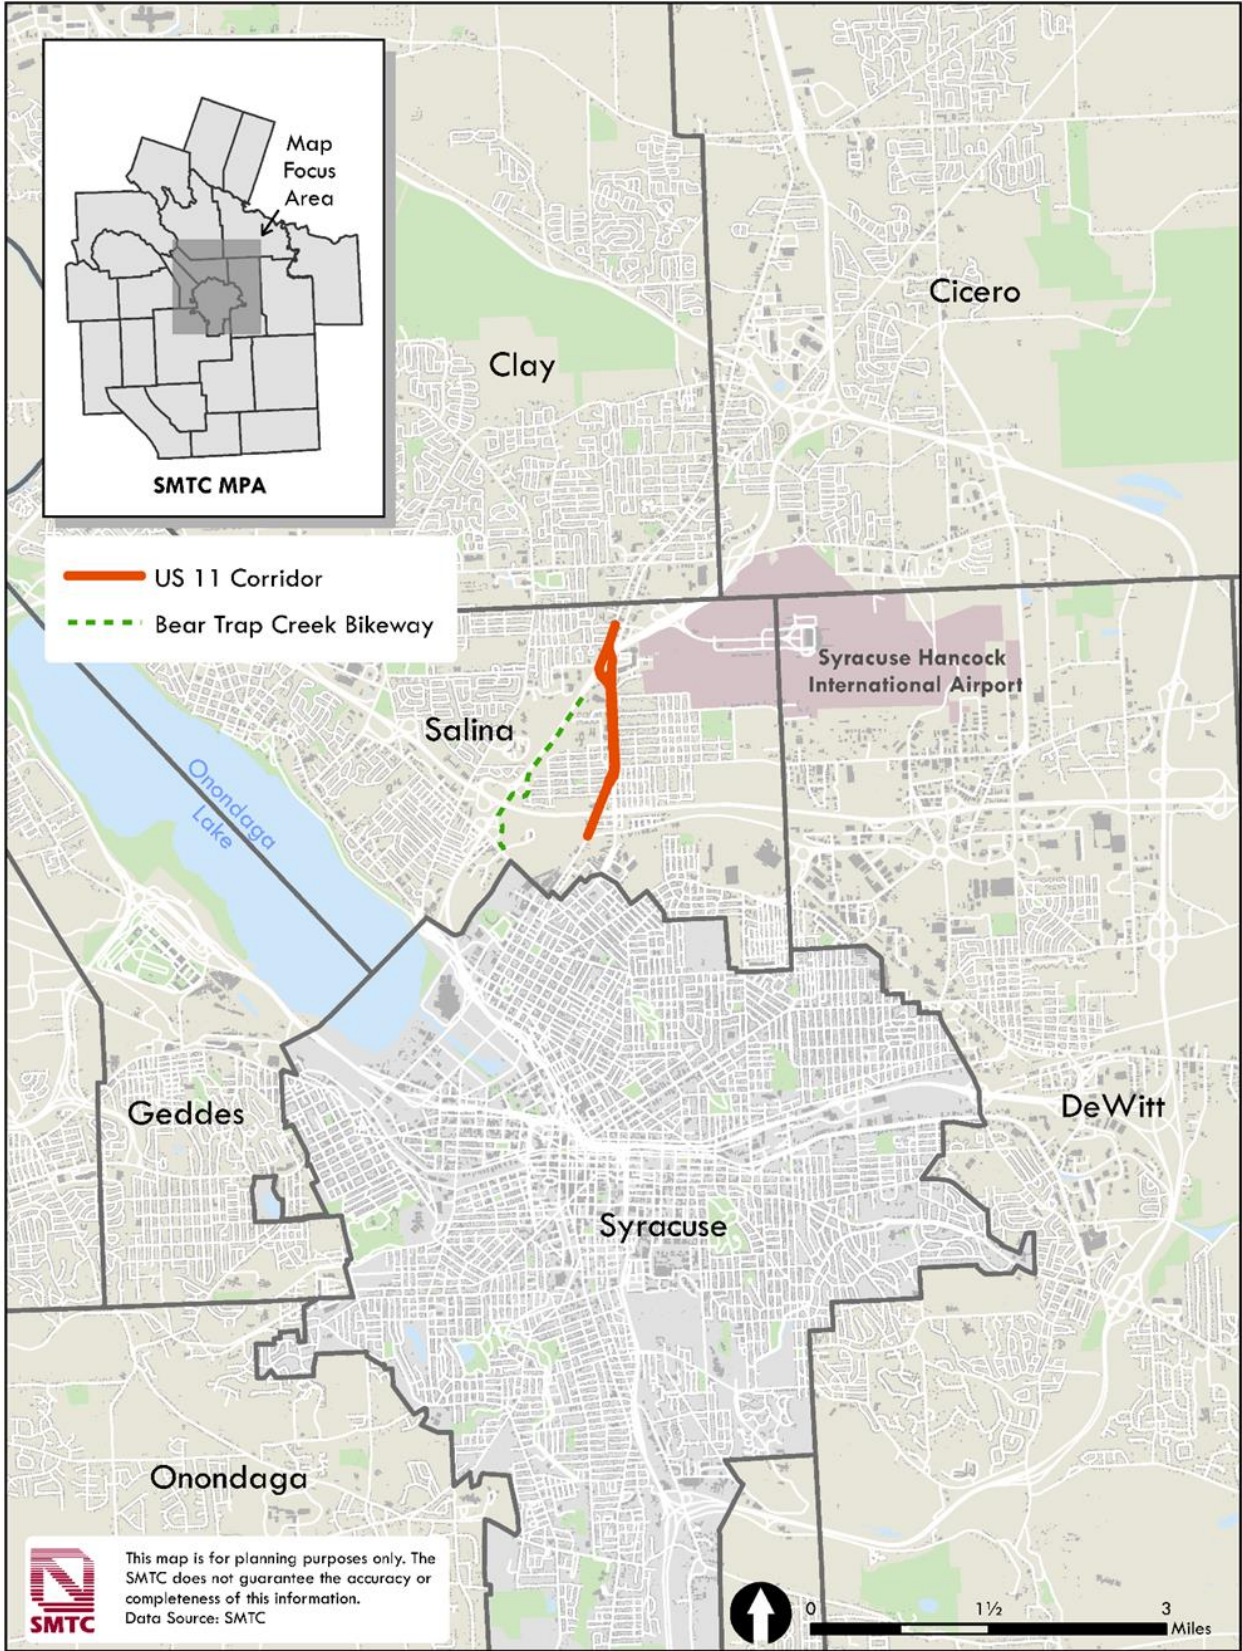 Map
Focus
Area
SMTC MPA
US 11 Corridor
Bear Trap Creek Bikeway
Cicero
Clay
Syracuse Hancock
International Airport
Salina
Onondaga
Lake
Geddes
DeWitt
Syracuse
Onondaga
SMTC
This map is for planning purposes only. The
SMTC does not guarantee the accuracy or
completeness of this information.
Data Source: SMTC
0 1½ 3
Miles